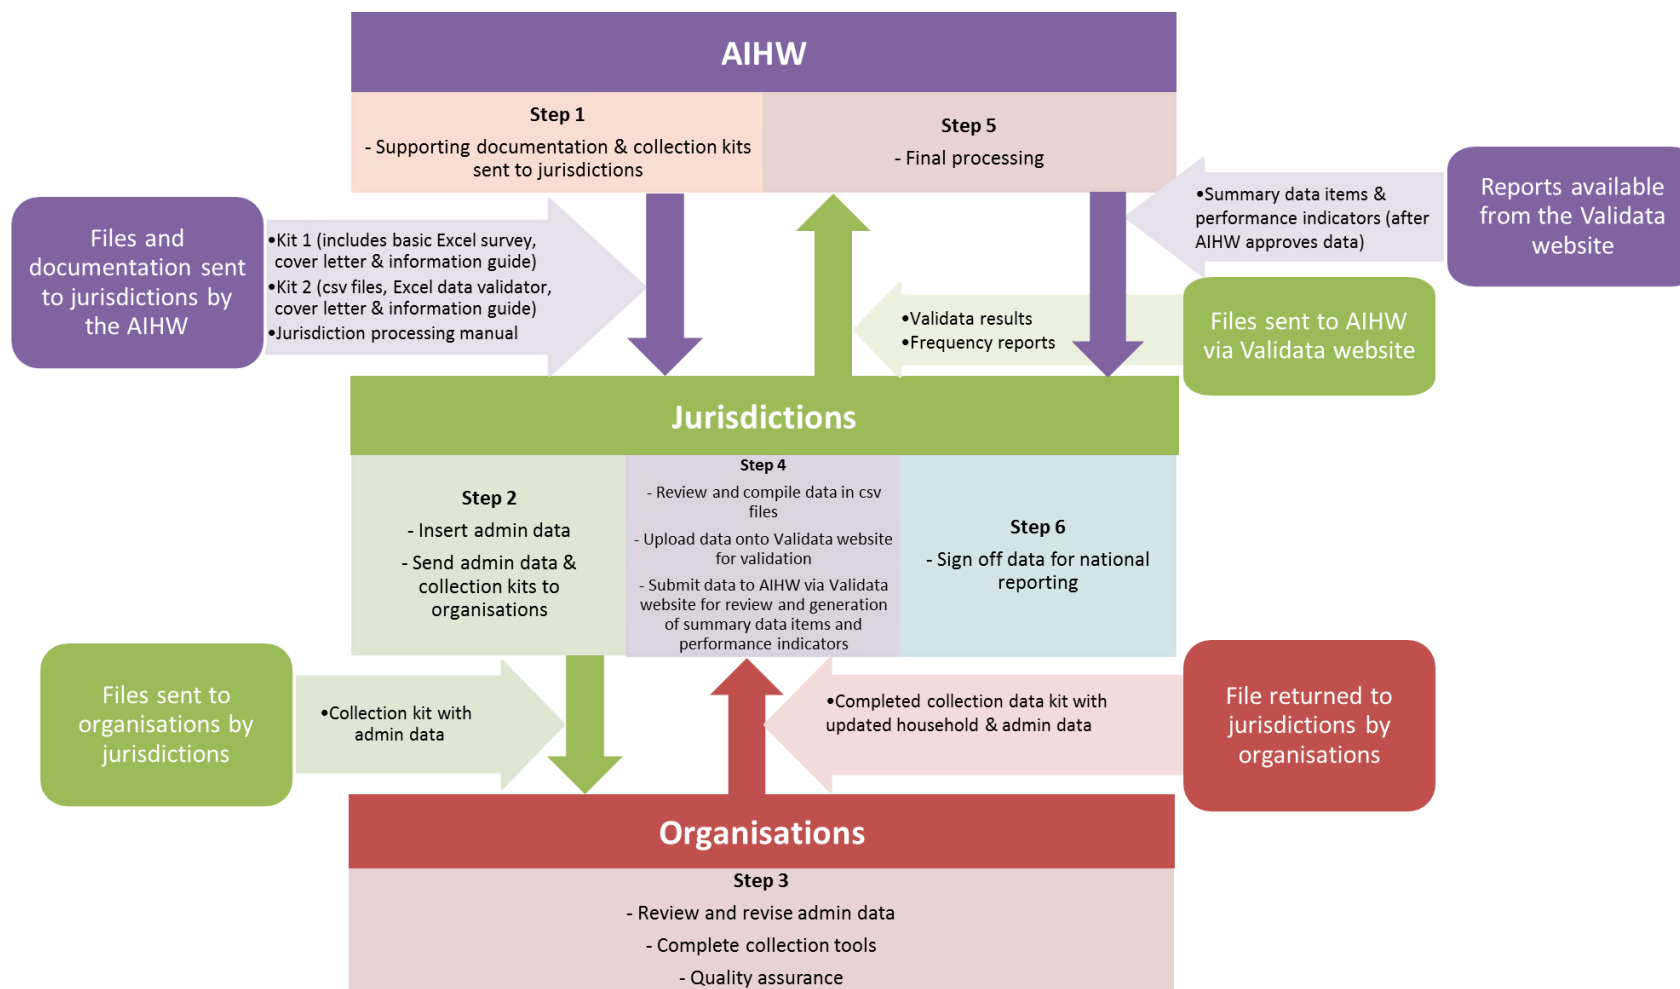 AIHW
Step 1
- Supporting documentation & collection kits
sent to jurisdictions
Step 5
- Final processing
Files and
documentation sent
to jurisdictions by
the AIHW
•Kit 1 (includes basic Excel survey,
cover letter & information guide)
•Kit 2 (csv files, Excel data validator,
cover letter & information guide)
•Jurisdiction processing manual
•Summary data items &
performance indicators (after
AIHW approves data)
Reports available
from the Validata
website
•Validata results
•Frequency reports
Files sent to AIHW
via Validata website
Jurisdictions
Step 2
- Insert admin data
- Send admin data &
collection kits to
organisations
Step 4
- Review and compile data in csv
files
- Upload data onto Validata website
for validation
- Submit data to AIHW via Validata
website for review and generation
of summary data items and
performance indicators
Step 6
- Sign off data for national
reporting
Files sent to
organisations by
jurisdictions
•Collection kit with
admin data
•Completed collection data kit with
updated household & admin data
File returned to
jurisdictions by
organisations
Organisations
Step 3
- Review and revise admin data
- Complete collection tools
- Quality assurance